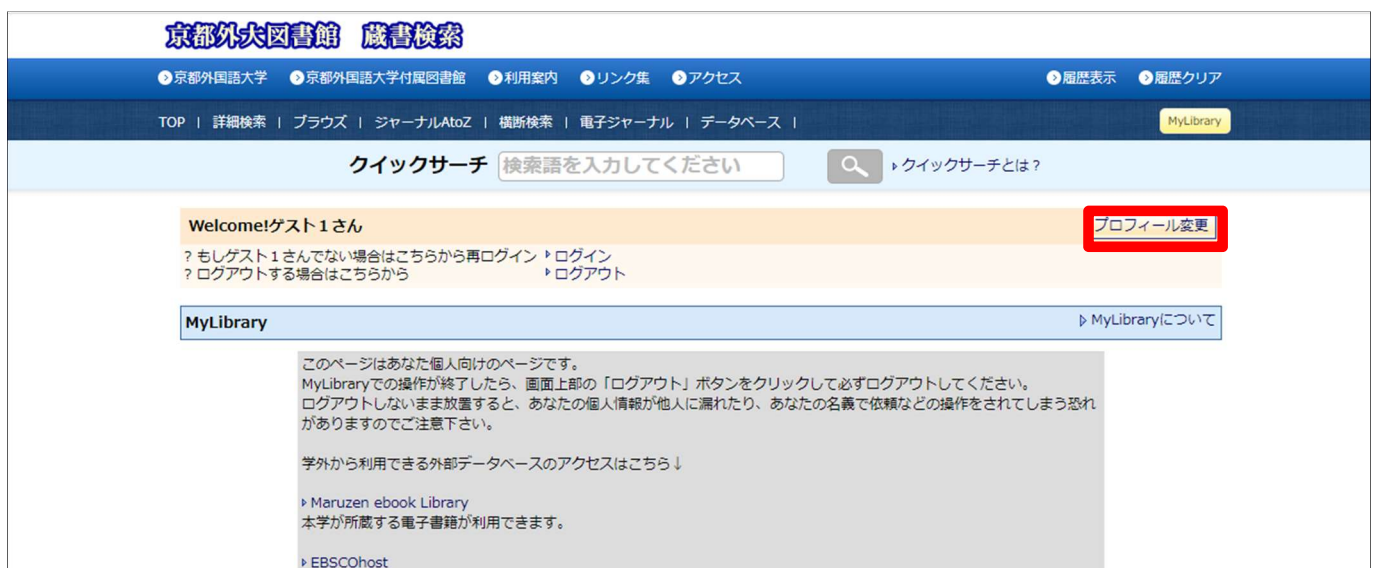 京都外大図書館　蔵書検索
京都外国語大学 京都外国語大学付属図書館 利用案内 リンク集 アクセス 履歴表示 履歴クリア
TOP | 詳細検索 | ブラウズ | ジャーナルAtoZ | 横断検索 | 電子ジャーナル | データベース | MyLibrary
クイックサーチ 検索語を入力してください クイックサーチとは？
Welcome!ゲスト１さん プロフィール変更
? もしゲスト１さんでない場合はこちらから再ログイン ログイン
? ログアウトする場合はこちらから ログアウト
MyLibrary MyLibraryについて
このページはあなた個人向けのページです。
MyLibraryでの操作が終了したら、画面上部の「ログアウト」ボタンをクリックして必ずログアウトしてください。
ログアウトしないまま放置すると、あなたの個人情報が他人に漏れたり、あなたの名義で依頼などの操作をされてしまう恐れ
がありますのでご注意下さい。
学外から利用できる外部データベースのアクセスはこちら↓
Maruzen ebook Library
本学が所蔵する電子書籍が利用できます。
EBSCOhost